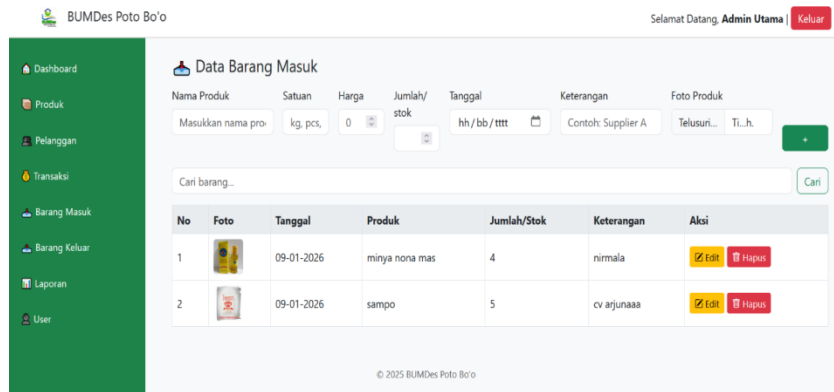 BUMDes Poto Bo'o
Selamat Datang, Admin Utama | Keluar
Dashboard
Produk
Pelanggan
Transaksi
Barang Masuk
Barang Keluar
Laporan
User
Data Barang Masuk
Nama Produk Satuan Harga Jumlah/ stok Tanggal Keterangan Foto Produk
Masukkan nama pro kg, pcs, 0 hh/bb/tttt Contoh: Supplier A Telusuri... Ti...h. +
Cari barang... Cari
No Foto Tanggal Produk Jumlah/Stok Keterangan Aksi
1 09-01-2026 minya nona mas 4 nirmala Edit Hapus
2 09-01-2026 sampo 5 cv arjunaaa Edit Hapus
© 2025 BUMDes Poto Bo'o